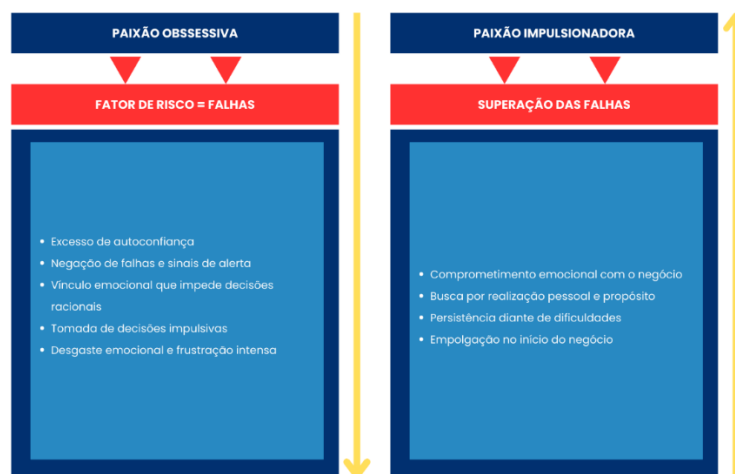 PAIXÃO OBSSESSIVA
FATOR DE RISCO = FALHAS
• Excesso de autoconfiança
• Negação de falhas e sinais de alerta
• Vínculo emocional que impede decisões
racionais
• Tomada de decisões impulsivas
• Desgaste emocional e frustração intensa
PAIXÃO IMPULSIONADORA
SUPERAÇÃO DAS FALHAS
• Comprometimento emocional com o negócio
• Busca por realização pessoal e propósito
• Persistência diante de dificuldades
• Empolgação no início do negócio